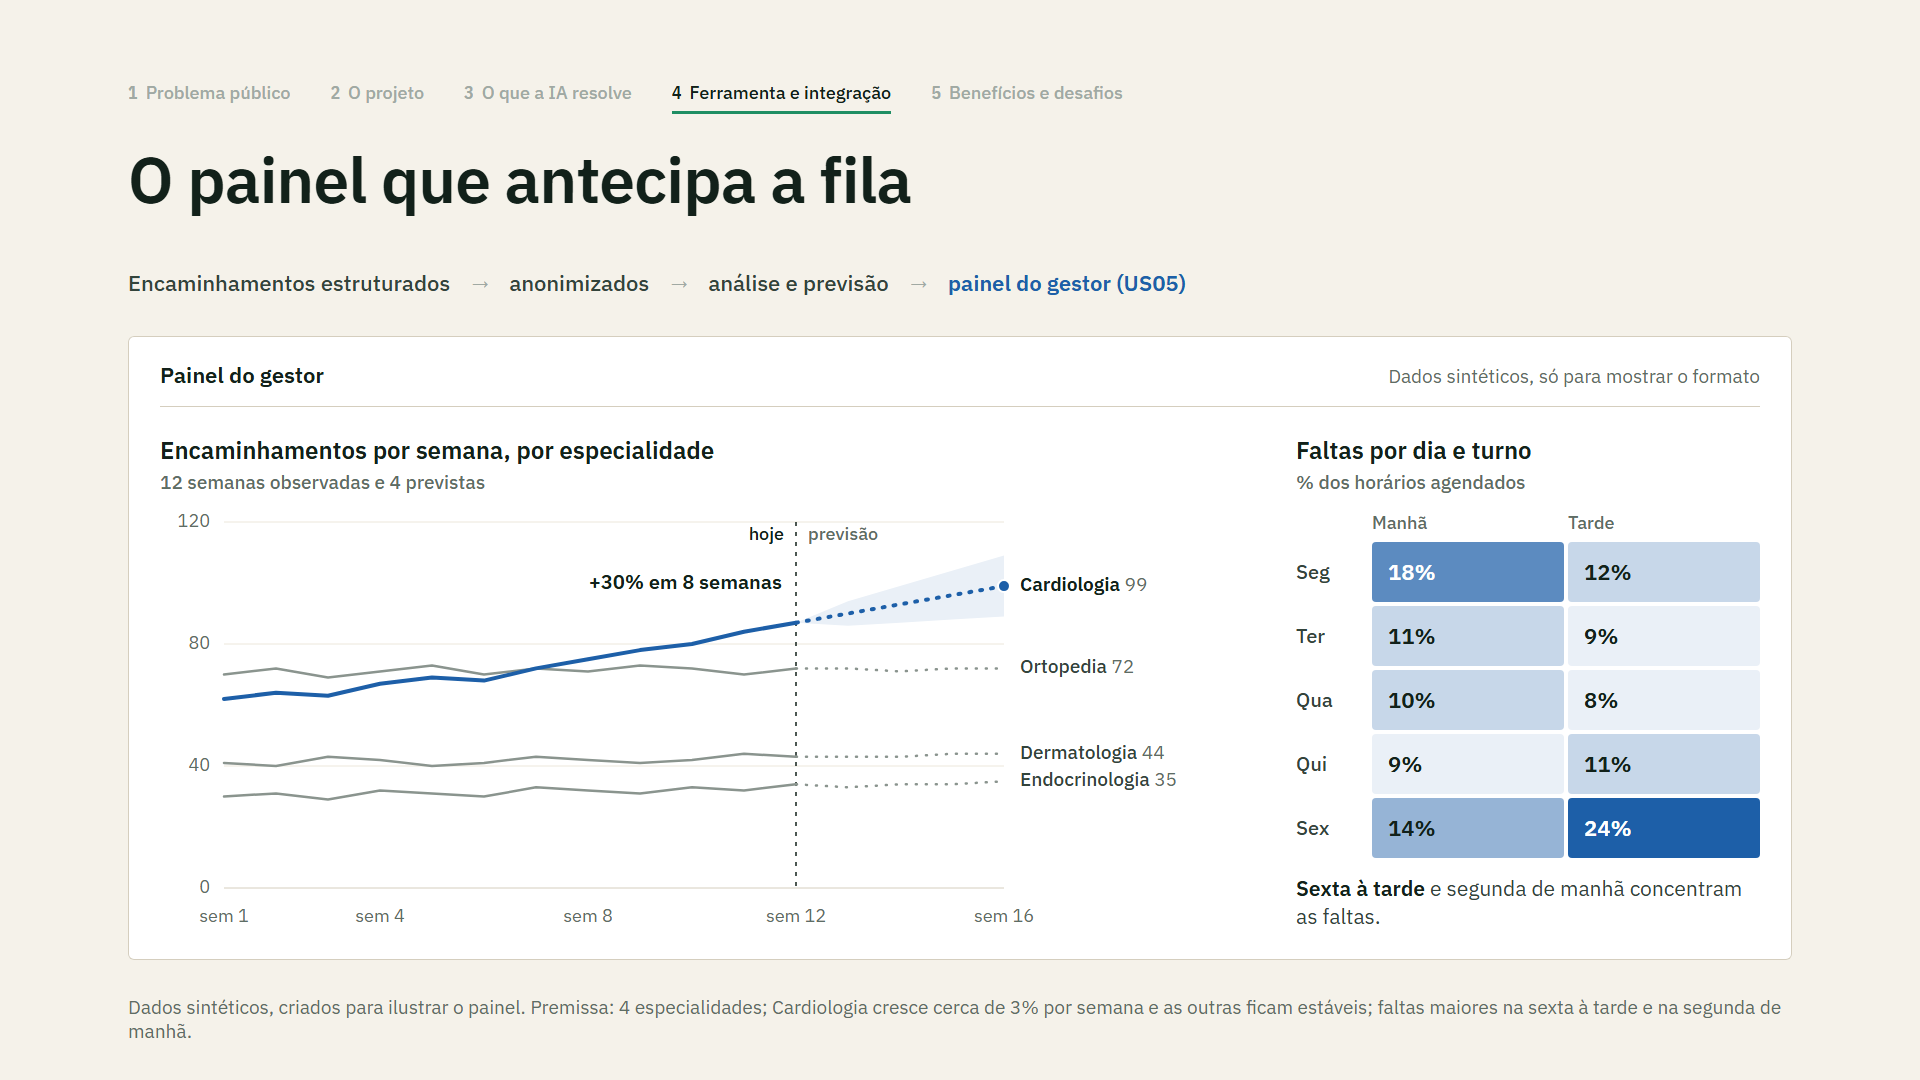 1 Problema público 2 O projeto 3 O que a IA resolve 4 Ferramenta e integração 5 Benefícios e desafios
O painel que antecipa a fila
Encaminhamentos estruturados → anonimizados → análise e previsão → painel do gestor (US05)
Painel do gestor
Dados sintéticos, só para mostrar o formato
Encaminhamentos por semana, por especialidade
12 semanas observadas e 4 previstas
120
80
40
0
hoje
previsão
+30% em 8 semanas
Cardiologia 99
Ortopedia 72
Dermatologia 44
Endocrinologia 35
sem 1 sem 4 sem 8 sem 12 sem 16
Faltas por dia e turno
% dos horários agendados
Manhã Tarde
Seg 18% 12%
Ter 11% 9%
Qua 10% 8%
Qui 9% 11%
Sex 14% 24%
Sexta à tarde e segunda de manhã concentram
as faltas.
Dados sintéticos, criados para ilustrar o painel. Premissa: 4 especialidades; Cardiologia cresce cerca de 3% por semana e as outras ficam estáveis; faltas maiores na sexta à tarde e na segunda de
manhã.